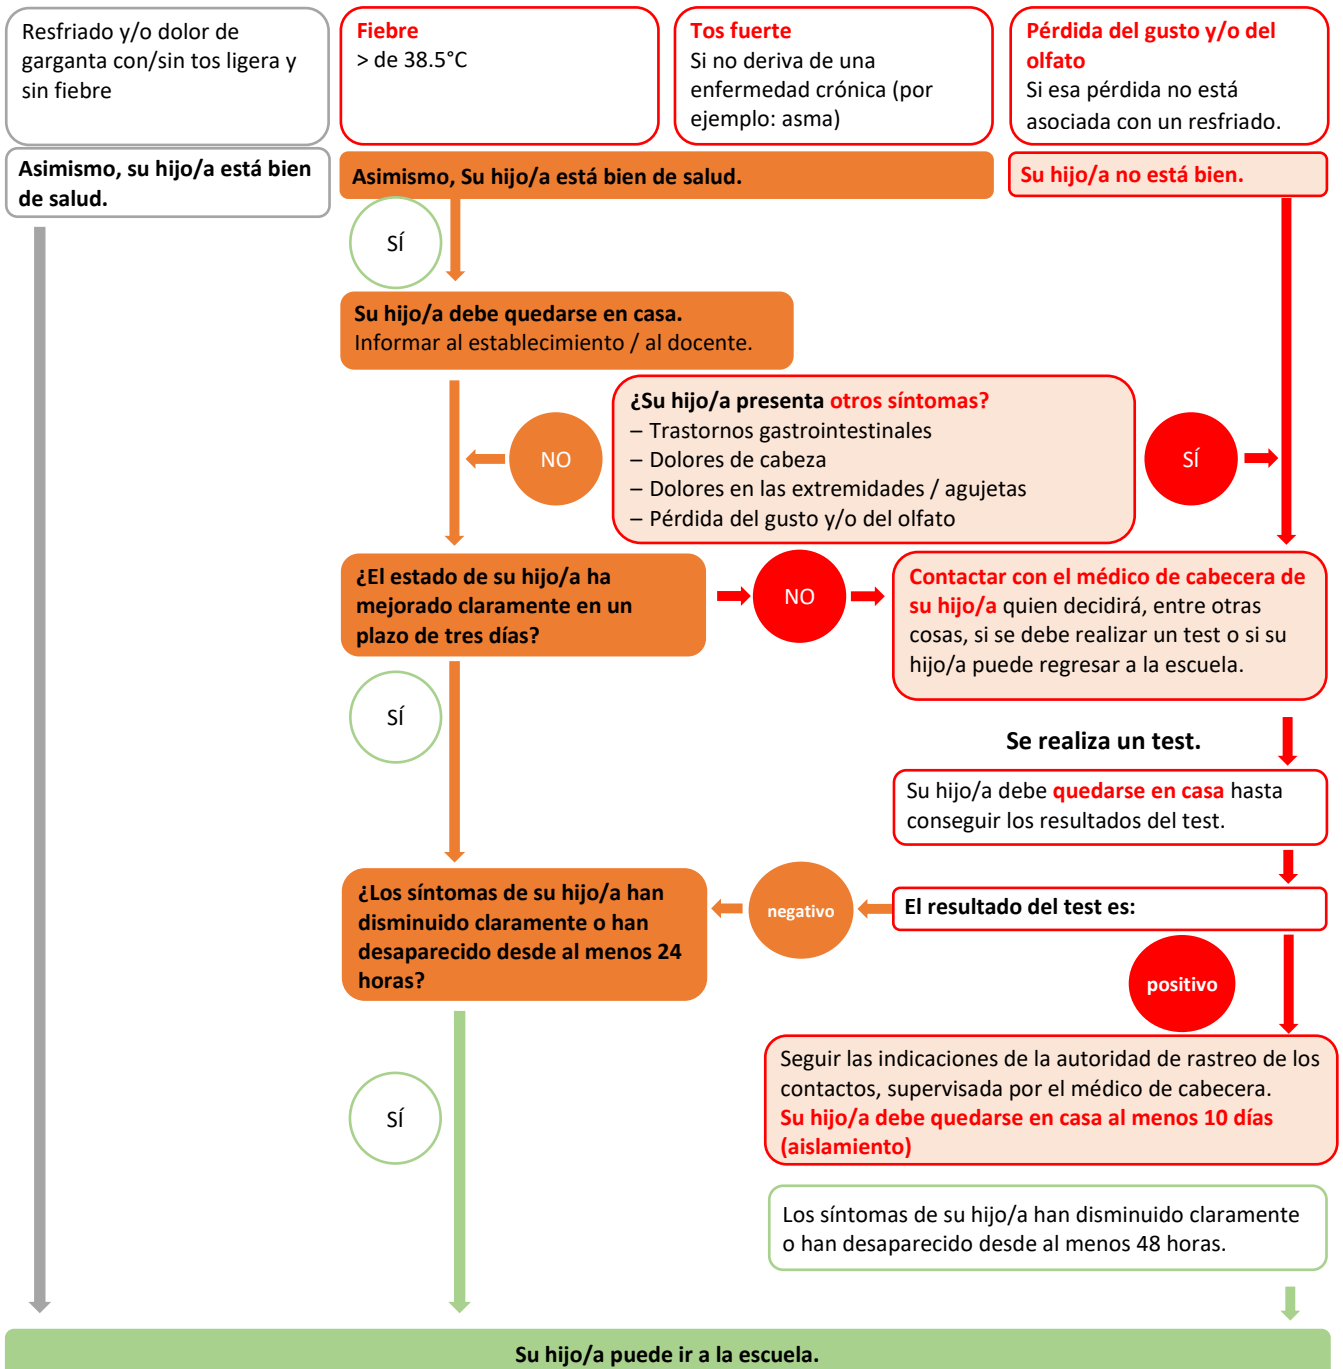 Resfriado y/o dolor de
garganta con/sin tos ligera y
sin fiebre
Fiebre
> de 38.5°C
Tos fuerte
Si no deriva de una
enfermedad crónica (por
ejemplo: asma)
Pérdida del gusto y/o del
olfato
Si esa pérdida no está
asociada con un resfriado.
Asimismo, su hijo/a está bien
de salud.
Asimismo, Su hijo/a está bien de salud.
Su hijo/a no está bien.
SÍ
Su hijo/a debe quedarse en casa.
Informar al establecimiento / al docente.
¿Su hijo/a presenta otros síntomas?
– Trastornos gastrointestinales
– Dolores de cabeza
– Dolores en las extremidades / agujetas
– Pérdida del gusto y/o del olfato
NO
SÍ
¿El estado de su hijo/a ha
mejorado claramente en un
plazo de tres días?
NO
Contactar con el médico de cabecera de
su hijo/a quien decidirá, entre otras
cosas, si se debe realizar un test o si su
hijo/a puede regresar a la escuela.
SÍ
Se realiza un test.
Su hijo/a debe quedarse en casa hasta
conseguir los resultados del test.
¿Los síntomas de su hijo/a han
disminuido claramente o han
desaparecido desde al menos 24
horas?
negativo
El resultado del test es:
positivo
Seguir las indicaciones de la autoridad de rastreo de los
contactos, supervisada por el médico de cabecera.
Su hijo/a debe quedarse en casa al menos 10 días
(aislamiento)
SÍ
Los síntomas de su hijo/a han disminuido claramente
o han desaparecido desde al menos 48 horas.
Su hijo/a puede ir a la escuela.